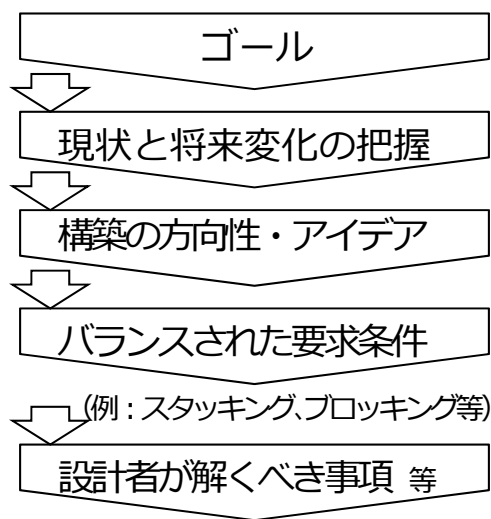 ゴール
現状と将来変化の把握
構築の方向性・アイデア
バランスされた要求条件
(例：スタッキング、ブロッキング等)
設計者が解くべき事項 等